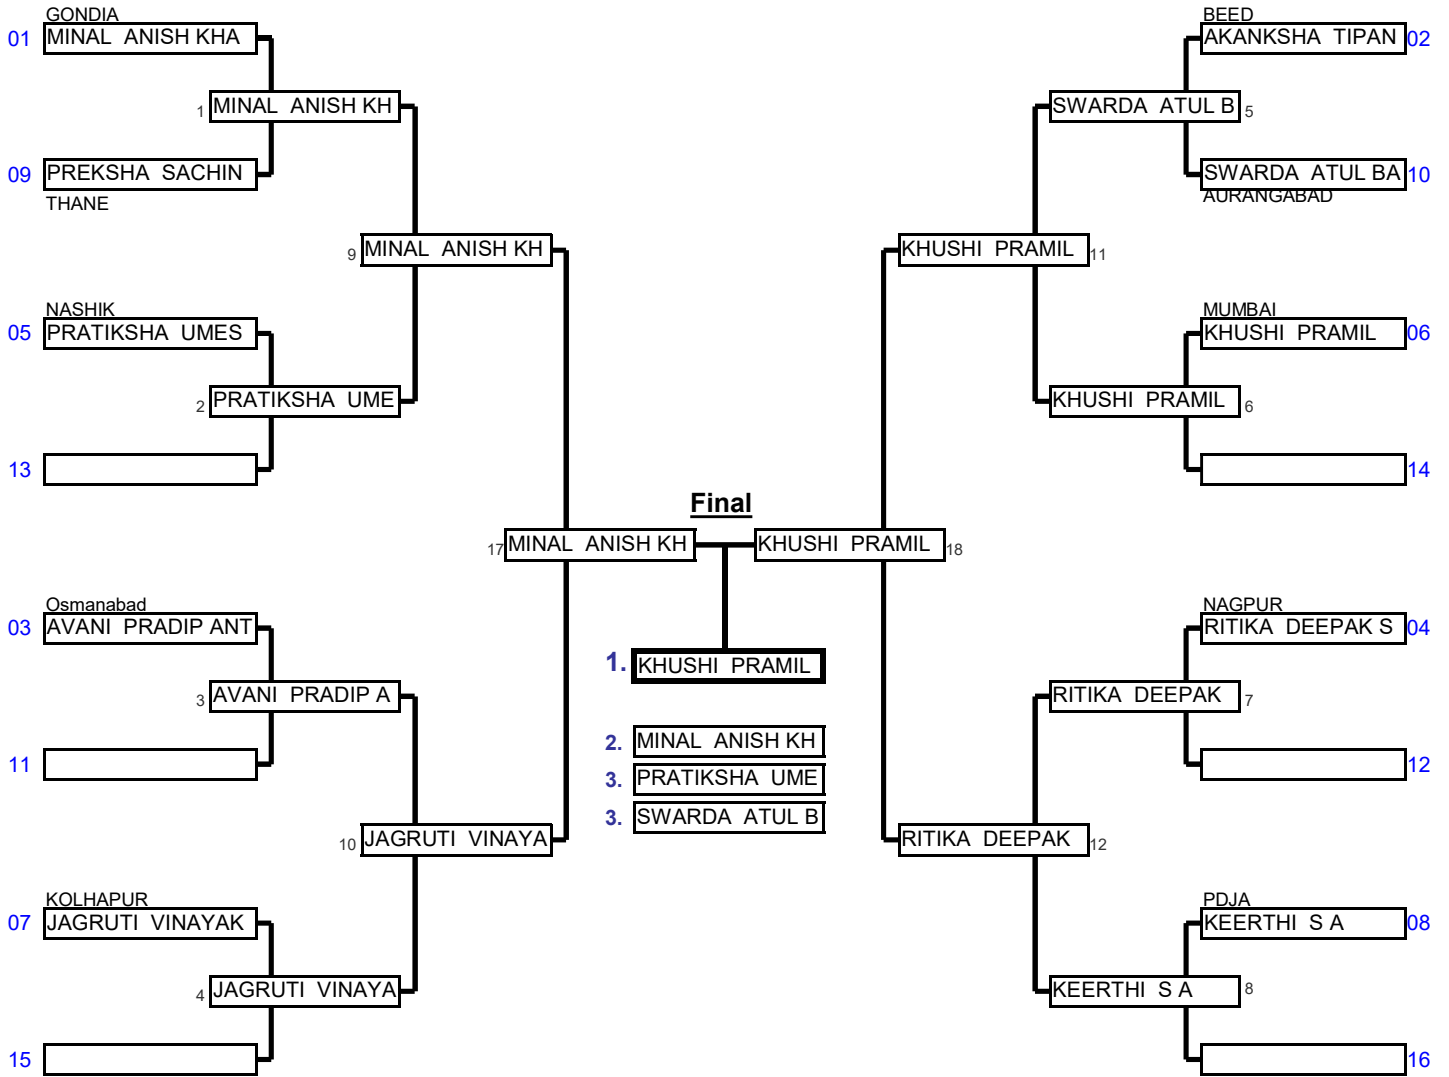 GONDIA
01 MINAL ANISH KHA
1 MINAL ANISH KH
09 PREKSHA SACHIN
THANE
9 MINAL ANISH KH
NASHIK
05 PRATIKSHA UMES
2 PRATIKSHA UME
13
17 MINAL ANISH KH
Osmanabad
03 AVANI PRADIP ANT
3 AVANI PRADIP A
11
10 JAGRUTI VINAYA
KOLHAPUR
07 JAGRUTI VINAYAK
4 JAGRUTI VINAYA
15
Final
1. KHUSHI PRAMIL
2. MINAL ANISH KH
3. PRATIKSHA UME
3. SWARDA ATUL B
BEED
AKANKSHA TIPAN 02
SWARDA ATUL B 5
SWARDA ATUL BA 10
AURANGABAD
KHUSHI PRAMIL 11
MUMBAI
KHUSHI PRAMIL 06
KHUSHI PRAMIL 6
14
KHUSHI PRAMIL 18
NAGPUR
RITIKA DEEPAK S 04
RITIKA DEEPAK 7
12
RITIKA DEEPAK 12
PDJA
KEERTHI S A 08
KEERTHI S A 8
16